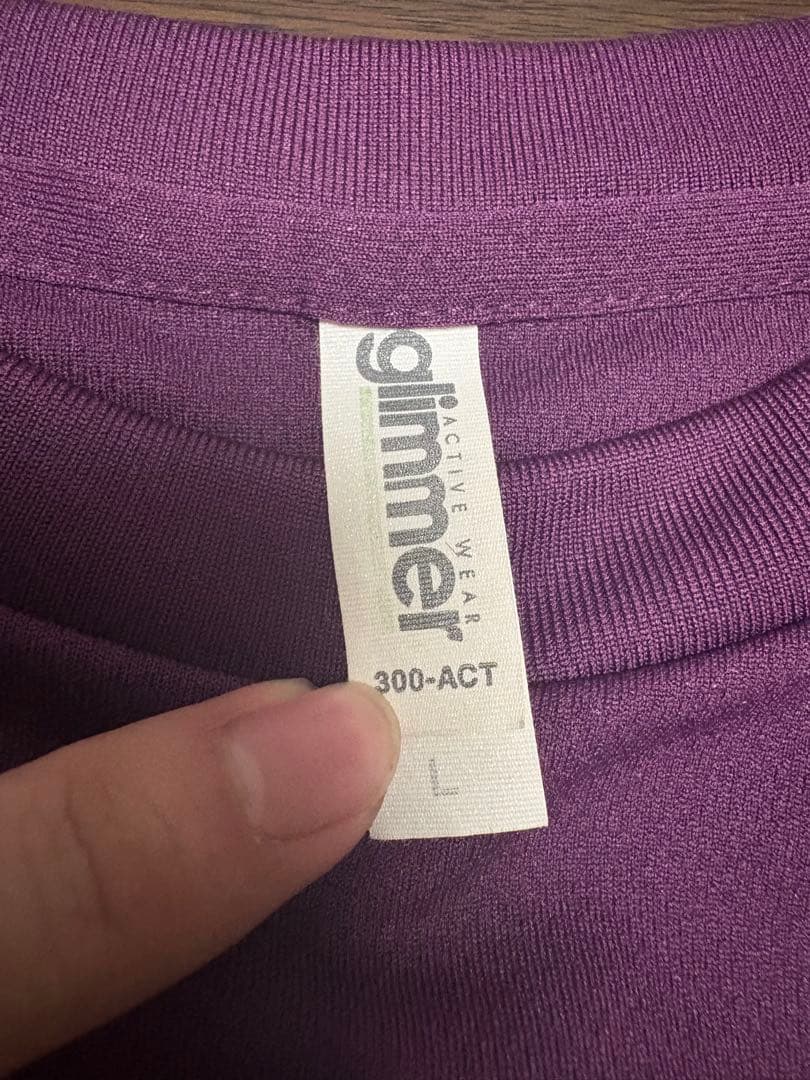 glimmer
ACTIVE WEAR
300-ACT
L